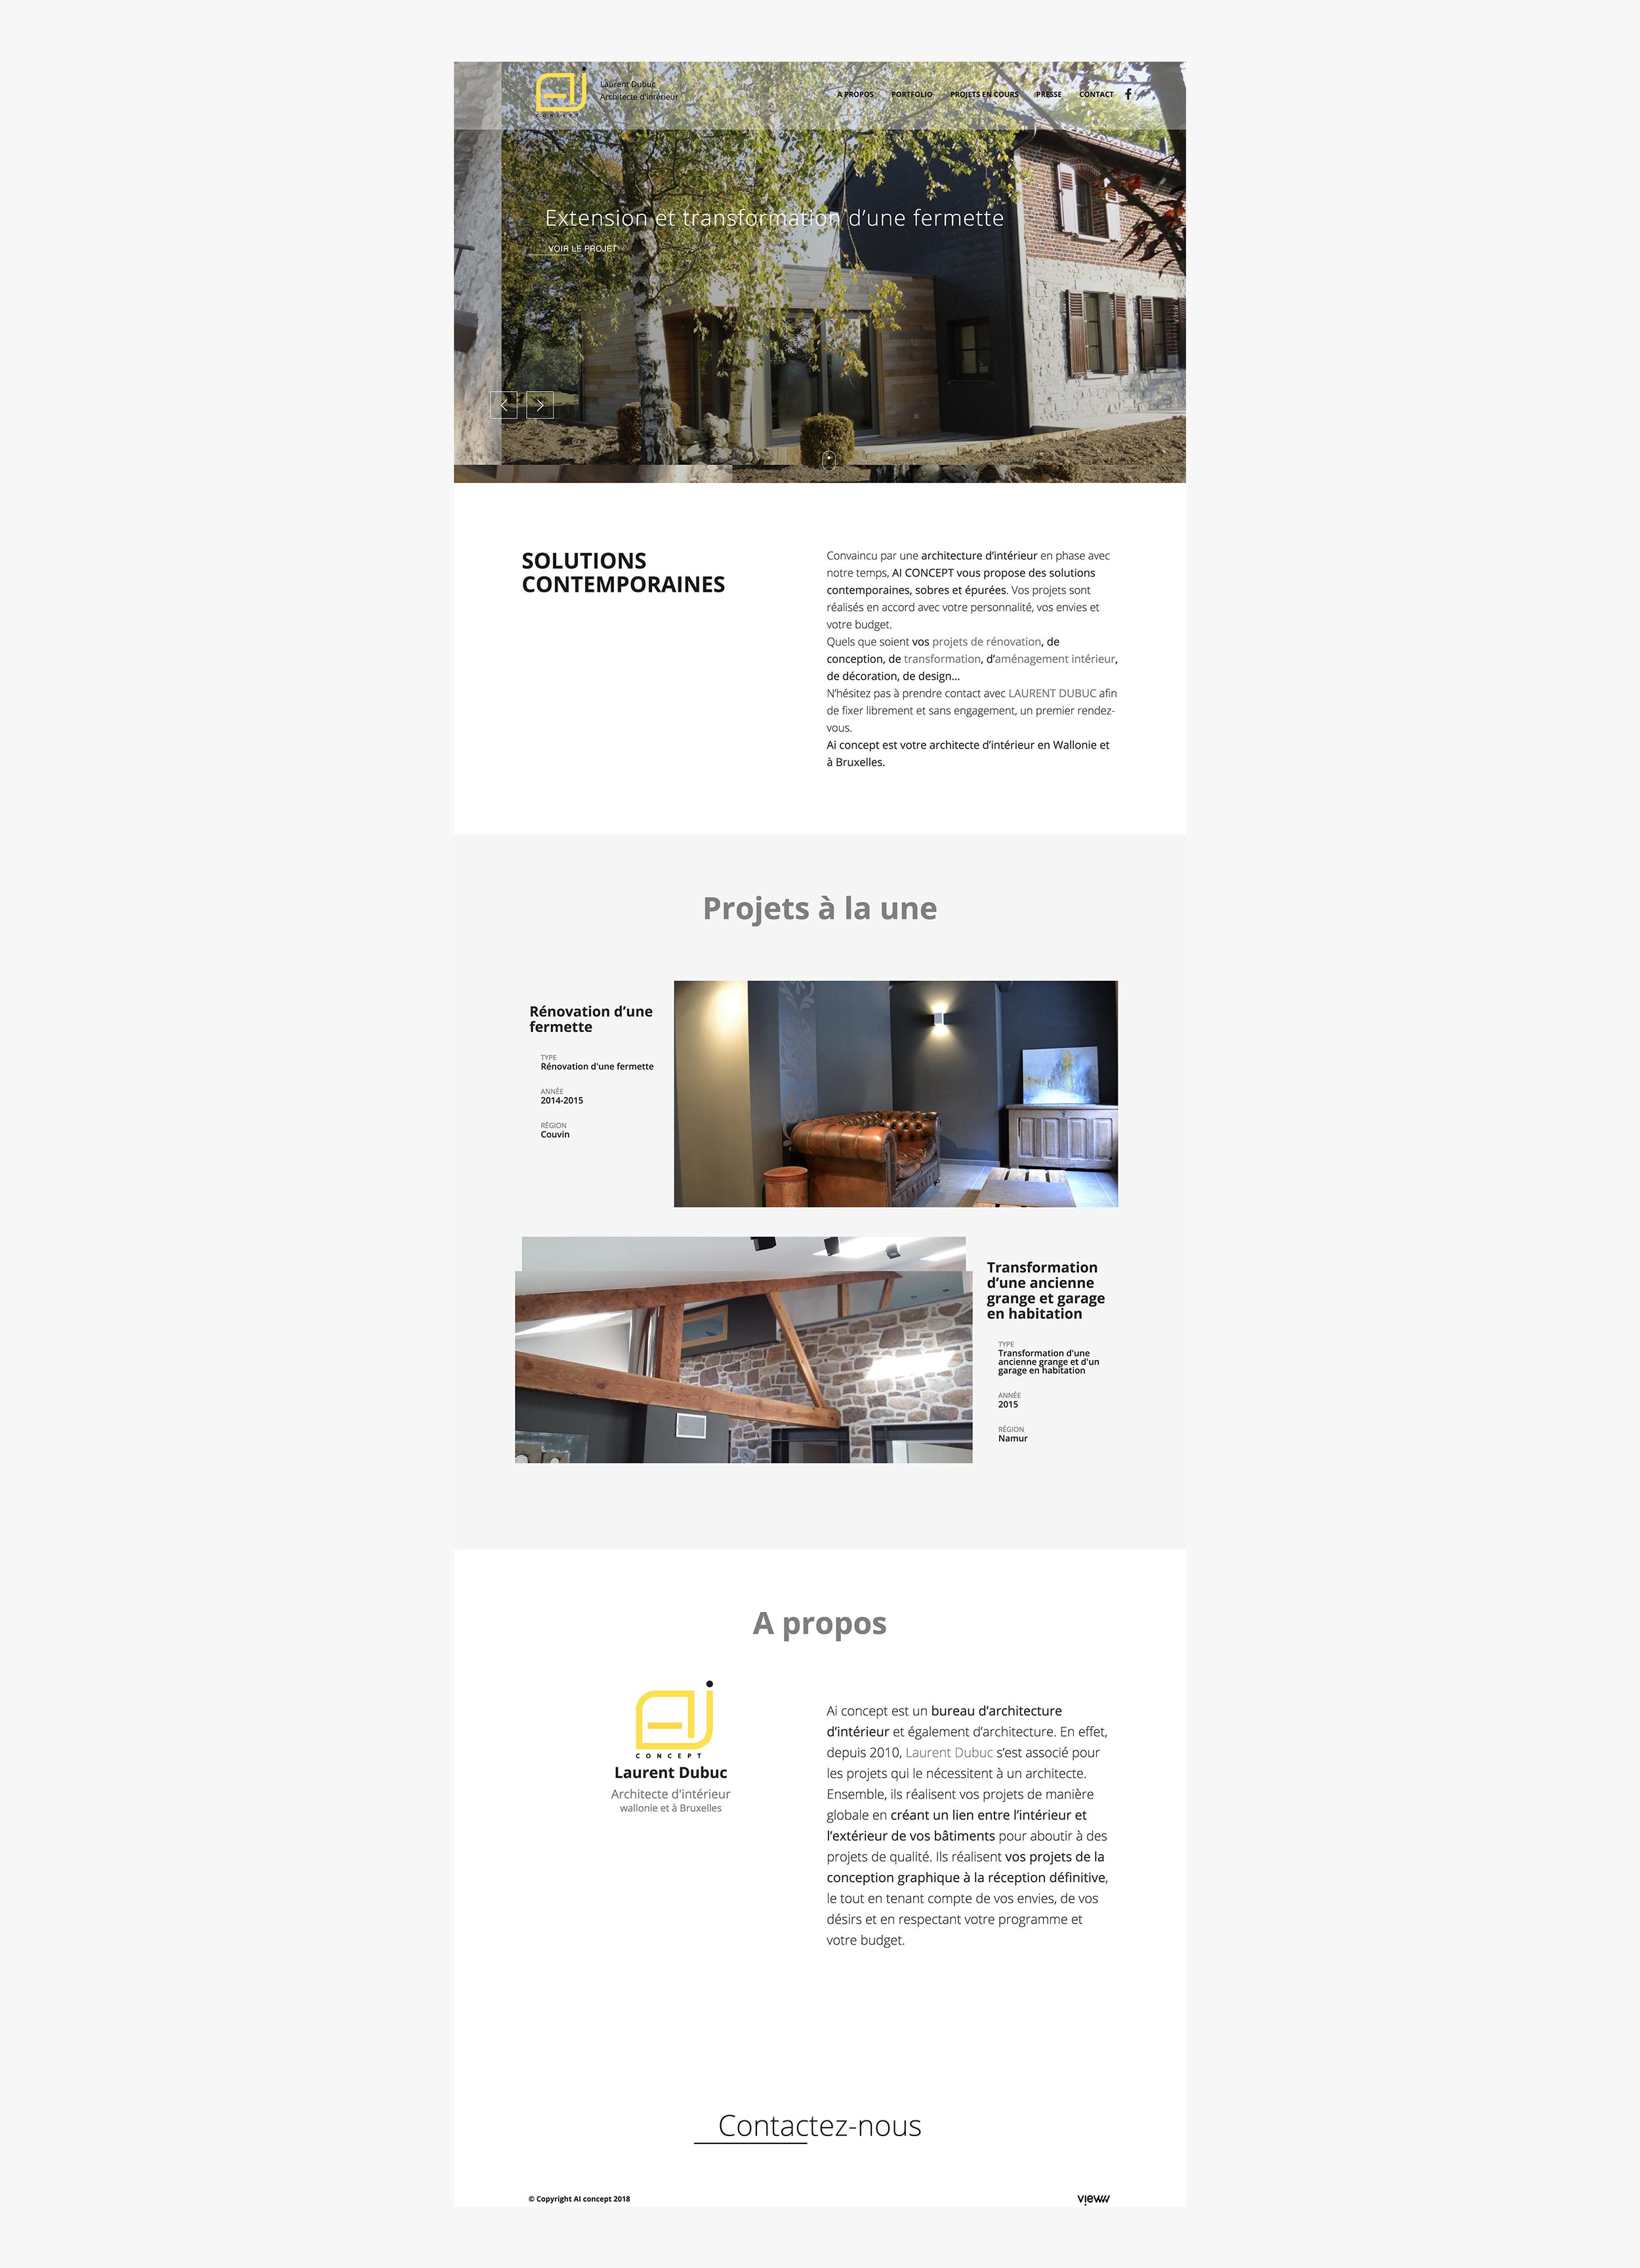 Laurent Dubuc
Architecte d'intérieur
CONCEPT
A PROPOS PORTFOLIO PROJETS EN COURS PRESSE CONTACT
Extension et transformation d’une fermette
VOIR LE PROJET
SOLUTIONS
CONTEMPORAINES
Convaincu par une architecture d’intérieur en phase avec
notre temps, AI CONCEPT vous propose des solutions
contemporaines, sobres et épurées. Vos projets sont
réalisés en accord avec votre personnalité, vos envies et
votre budget.
Quels que soient vos projets de rénovation, de
conception, de transformation, d’aménagement intérieur,
de décoration, de design…
N’hésitez pas à prendre contact avec LAURENT DUBUC afin
de fixer librement et sans engagement, un premier rendez-
vous.
Ai concept est votre architecte d’intérieur en Wallonie et
à Bruxelles.
Projets à la une
Rénovation d’une
fermette
TYPE
Rénovation d'une fermette
ANNÉE
2014-2015
RÉGION
Couvin
Transformation
d’une ancienne
grange et garage
en habitation
TYPE
Transformation d'une
ancienne grange et d'un
garage en habitation
ANNÉE
2015
RÉGION
Namur
A propos
CONCEPT
Laurent Dubuc
Architecte d'intérieur
wallonie et à Bruxelles
Ai concept est un bureau d’architecture
d’intérieur et également d’architecture. En effet,
depuis 2010, Laurent Dubuc s’est associé pour
les projets qui le nécessitent à un architecte.
Ensemble, ils réalisent vos projets de manière
globale en créant un lien entre l’intérieur et
l’extérieur de vos bâtiments pour aboutir à des
projets de qualité. Ils réalisent vos projets de la
conception graphique à la réception définitive,
le tout en tenant compte de vos envies, de vos
désirs et en respectant votre programme et
votre budget.
Contactez-nous
© Copyright AI concept 2018
vieww